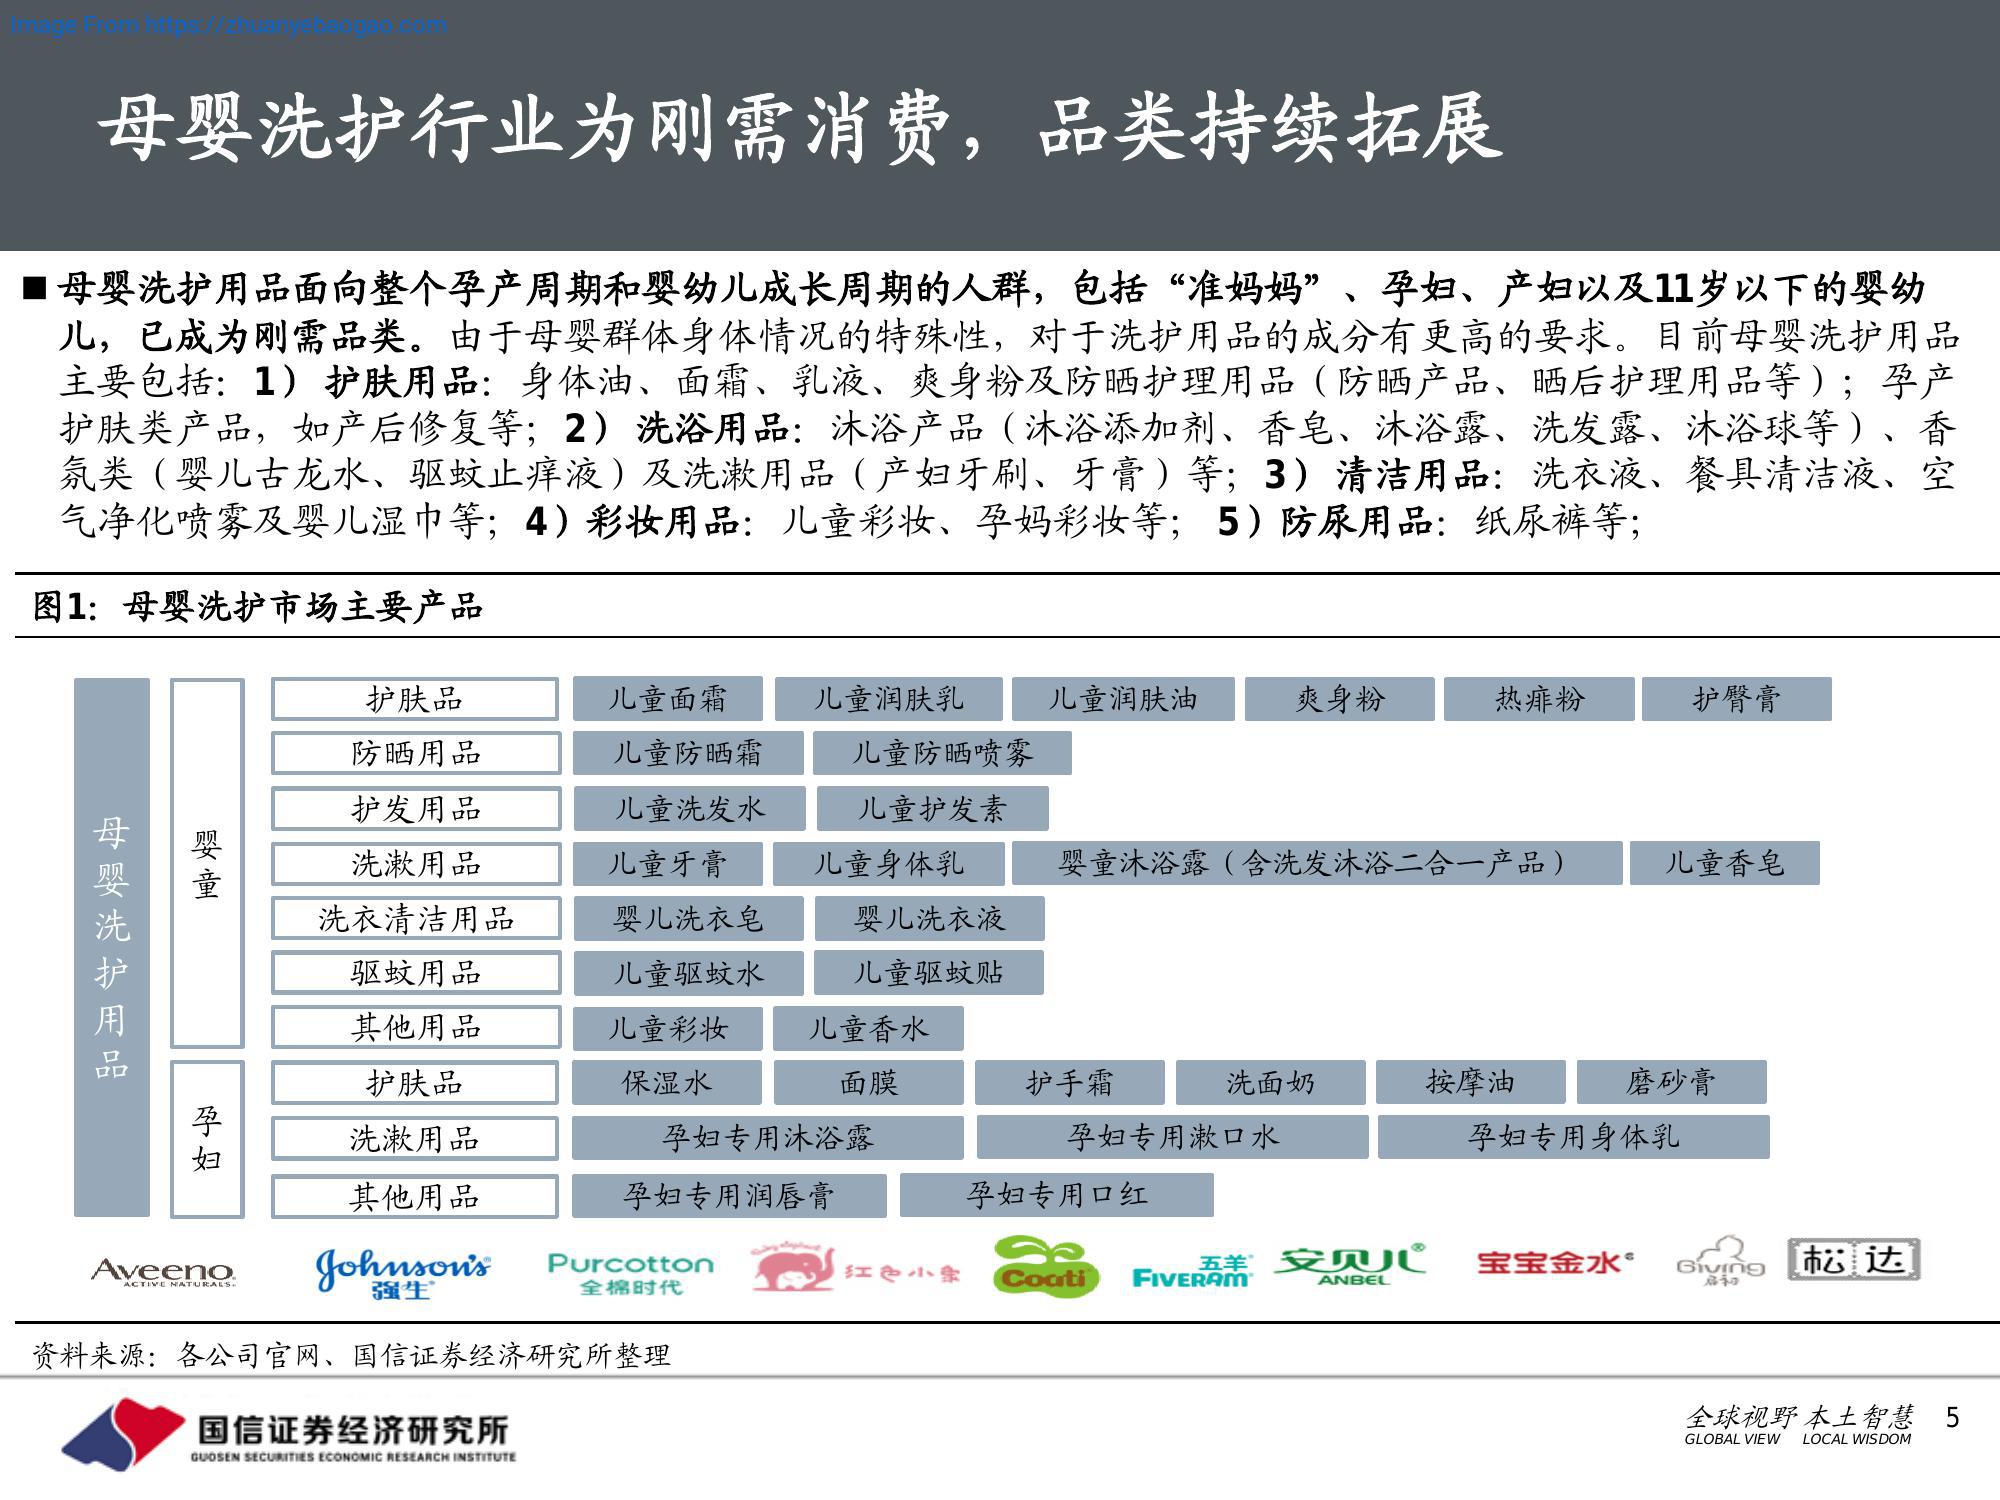 Image From https://zhuanyebaogao.com
母婴洗护行业为刚需消费，品类持续拓展
■母婴洗护用品面向整个孕产周期和婴幼儿成长周期的人群，包括“准妈妈”、孕妇、产妇以及11岁以下的婴幼
儿，已成为刚需品类。由于母婴群体身体情况的特殊性，对于洗护用品的成分有更高的要求。目前母婴洗护用品
主要包括：1） 护肤用品：身体油、面霜、乳液、爽身粉及防晒护理用品（防晒产品、晒后护理用品等）；孕产
护肤类产品，如产后修复等；2） 洗浴用品：沐浴产品（沐浴添加剂、香皂、沐浴露、洗发露、沐浴球等）、香
氛类（婴儿古龙水、驱蚊止痒液）及洗漱用品（产妇牙刷、牙膏）等；3） 清洁用品：洗衣液、餐具清洁液、空
气净化喷雾及婴儿湿巾等；4）彩妆用品： 儿童彩妆、孕妈彩妆等； 5）防尿用品： 纸尿裤等；
图1：母婴洗护市场主要产品
母婴洗护用品
婴童
护肤品 儿童面霜 儿童润肤乳 儿童润肤油 爽身粉 热痱粉 护臀膏
防晒用品 儿童防晒霜 儿童防晒喷雾
护发用品 儿童洗发水 儿童护发素
洗漱用品 儿童牙膏 儿童身体乳 婴童沐浴露（含洗发沐浴二合一产品） 儿童香皂
洗衣清洁用品 婴儿洗衣皂 婴儿洗衣液
驱蚊用品 儿童驱蚊水 儿童驱蚊贴
其他用品 儿童彩妆 儿童香水
孕妇
护肤品 保湿水 面膜 护手霜 洗面奶 按摩油 磨砂膏
洗漱用品 孕妇专用沐浴露 孕妇专用漱口水 孕妇专用身体乳
其他用品 孕妇专用润唇膏 孕妇专用口红
Aveeno
ACTIVE NATURALS
Johnson's
强生
Purcotton
全棉时代
红色小象
Coati
五羊
FIVERAM
安贝儿
ANBEL
宝宝金水
Giving
启初
松达
资料来源：各公司官网、国信证券经济研究所整理
国信证券经济研究所
GUOSEN SECURITIES ECONOMIC RESEARCH INSTITUTE
全球视野 本土智慧
GLOBAL VIEW LOCAL WISDOM
5